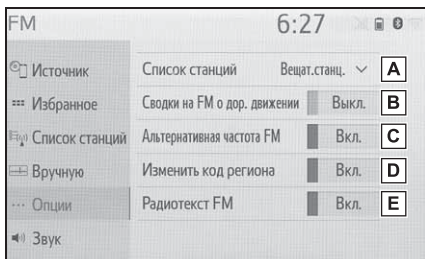 FM 6:27
Источник
Избранное
Список станций
Вручную
Опции
Звук
Список станций Вещат.станц. A
Сводки на FM о дор. движении Выкл. B
Альтернативная частота FM Вкл. C
Изменить код региона Вкл. D
Радиотекст FM Вкл. E